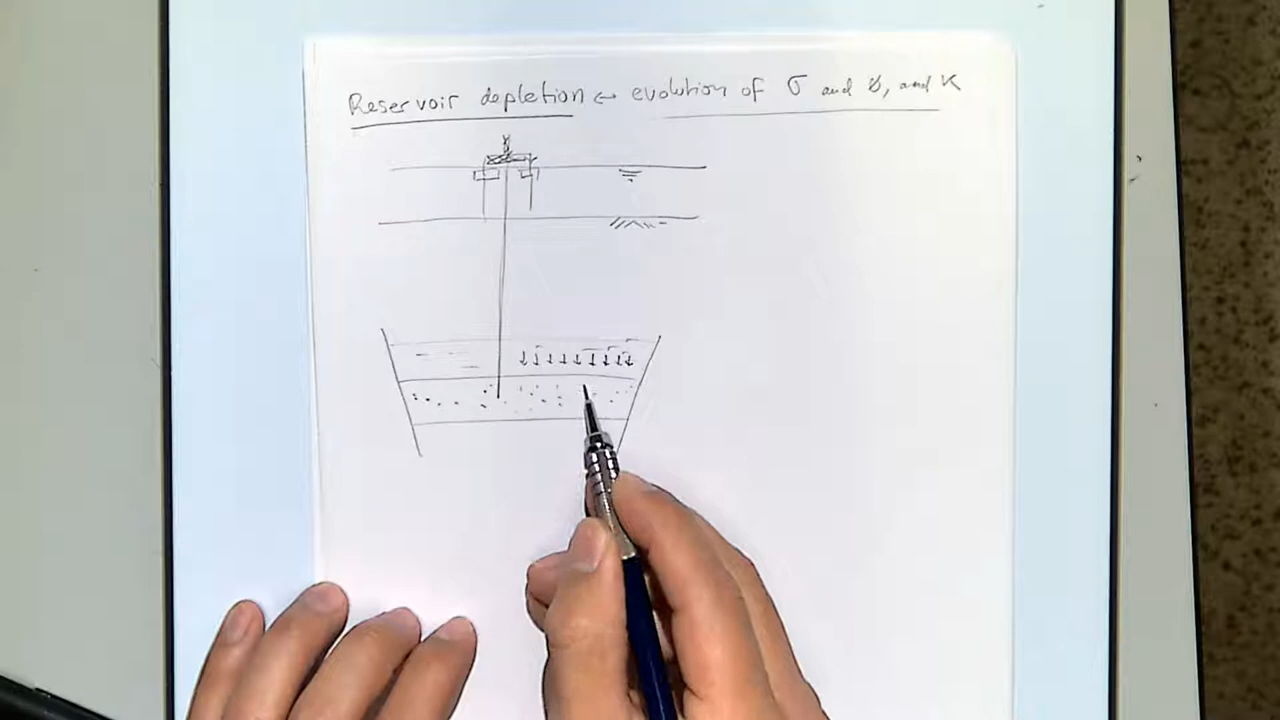 Reservoir depletion ↔ evolution of σ and φ, and K